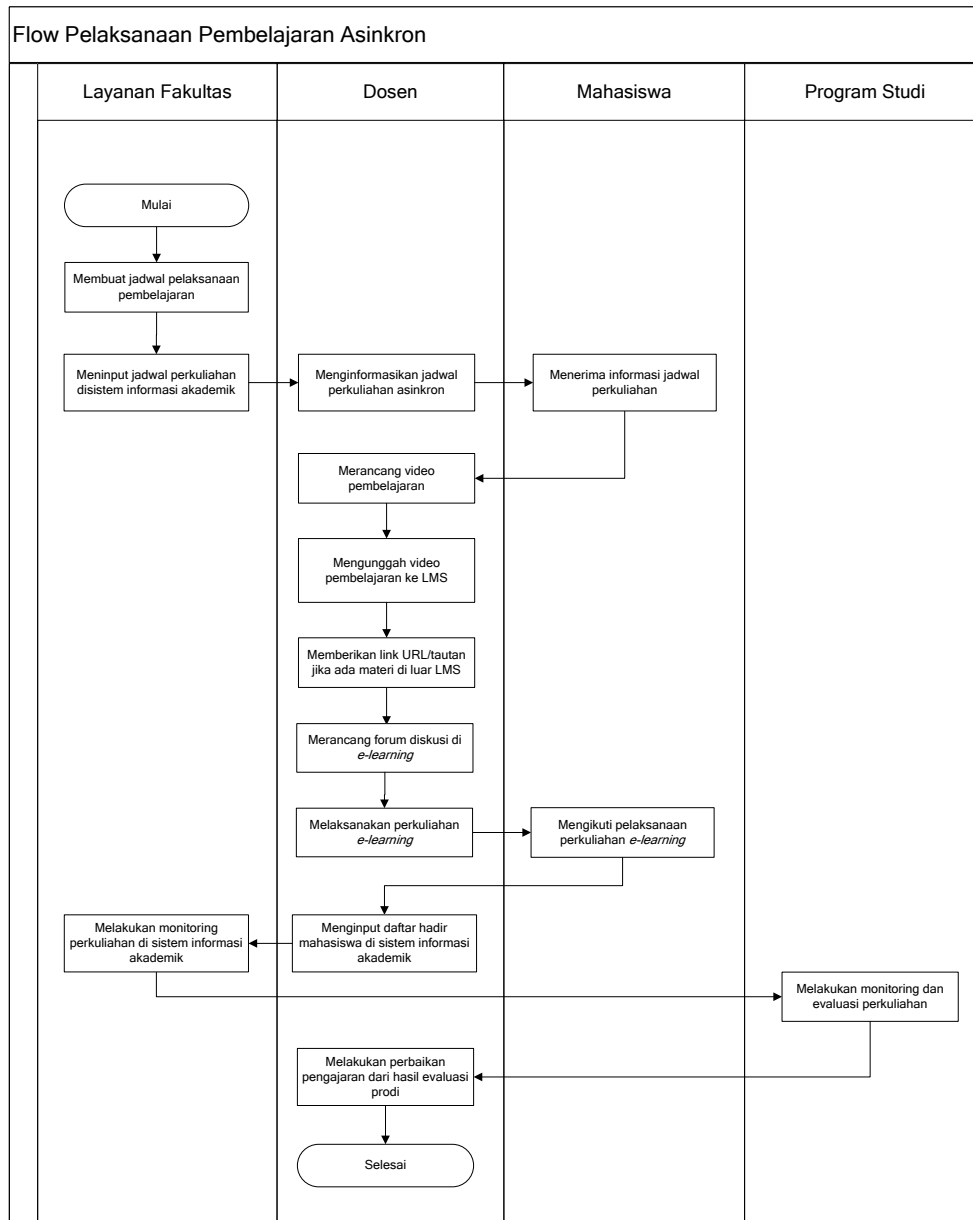 Flow Pelaksanaan Pembelajaran Asinkron
Layanan Fakultas
Dosen
Mahasiswa
Program Studi
Mulai
Membuat jadwal pelaksanaan
pembelajaran
Meninput jadwal perkuliahan
disistem informasi akademik
Menginformasikan jadwal
perkuliahan asinkron
Menerima informasi jadwal
perkuliahan
Merancang video
pembelajaran
Mengunggah video
pembelajaran ke LMS
Memberikan link URL/tautan
jika ada materi di luar LMS
Merancang forum diskusi di
e-learning
Melaksanakan perkuliahan
e-learning
Mengikuti pelaksanaan
perkuliahan e-learning
Menginput daftar hadir
mahasiswa di sistem informasi
akademik
Melakukan monitoring
perkuliahan di sistem informasi
akademik
Melakukan monitoring dan
evaluasi perkuliahan
Melakukan perbaikan
pengajaran dari hasil evaluasi
prodi
Selesai